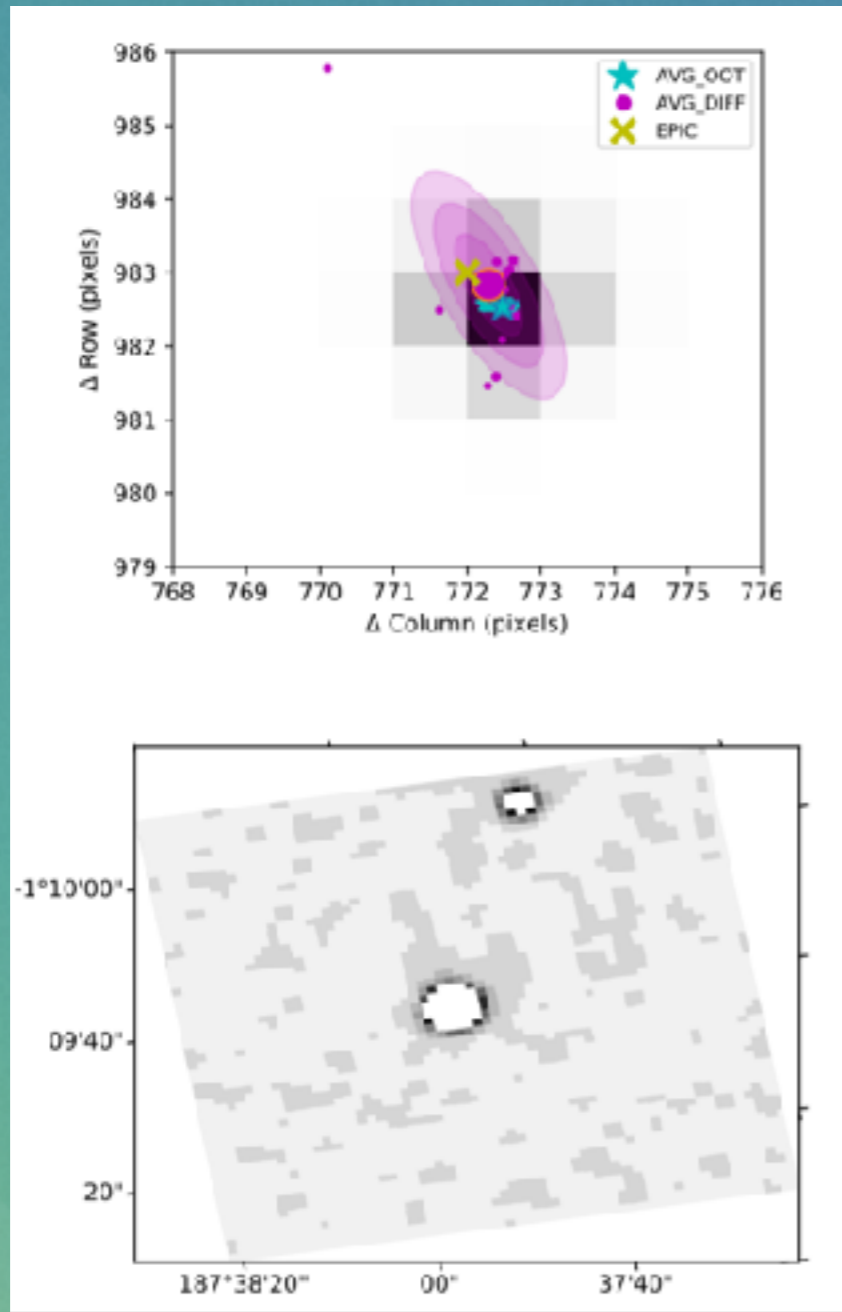 986
AVG_OOT
AVG_DIFF
EPIC
985
984
983
982
981
980
979
Δ Row (pixels)
768 769 770 771 772 773 774 775 776
Δ Column (pixels)
-1°10'00"
09'40"
20"
187°38'20" 00" 37'40"